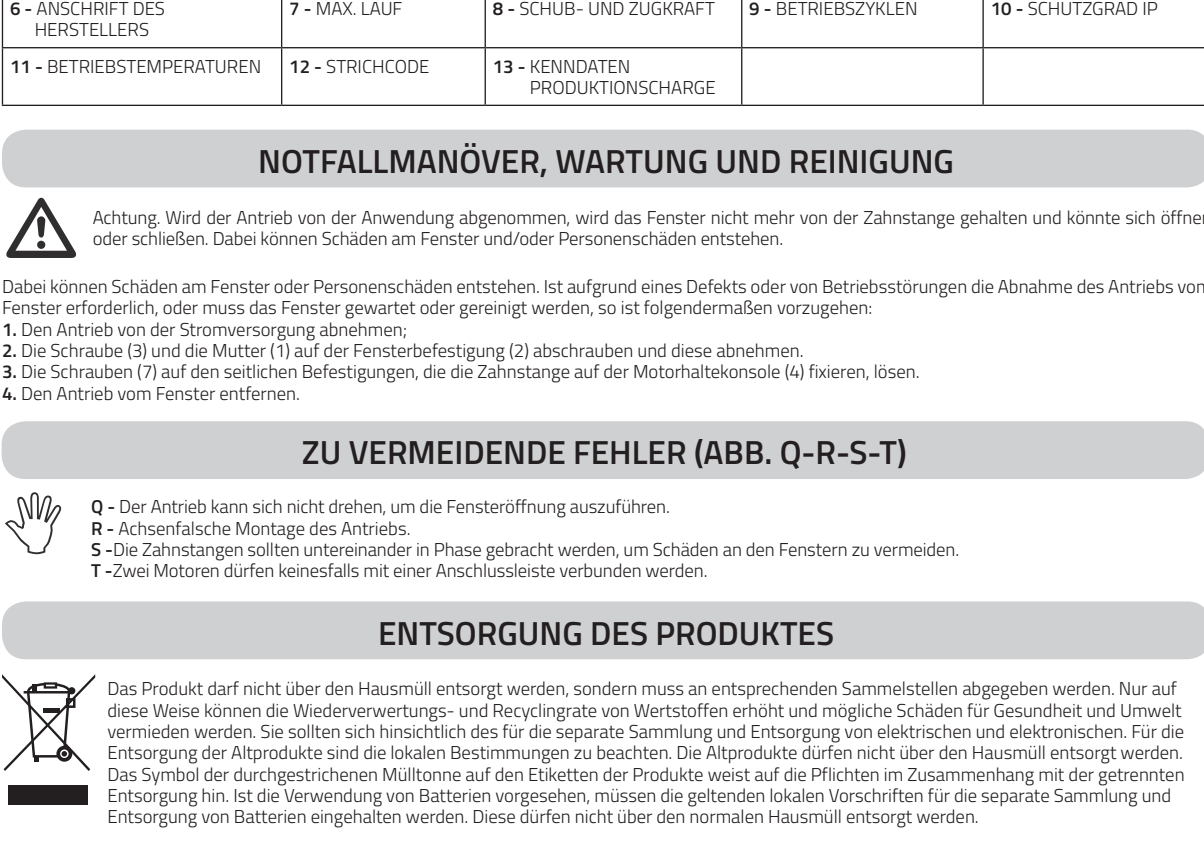 6 - ANSCHRIFT DES HERSTELLERS
7 - MAX. LAUF
8 - SCHUB- UND ZUGKRAFT
9 - BETRIEBSZYKLEN
10 - SCHUTZGRAD IP
11 - BETRIEBSTEMPERATUREN
12 - STRICHCODE
13 - KENNDATEN PRODUKTIONSCHARGE
NOTFALLMANÖVER, WARTUNG UND REINIGUNG
Achtung. Wird der Antrieb von der Anwendung abgenommen, wird das Fenster nicht mehr von der Zahnstange gehalten und könnte sich öffnen
oder schließen. Dabei können Schäden am Fenster und/oder Personenschäden entstehen.
Dabei können Schäden am Fenster oder Personenschäden entstehen. Ist aufgrund eines Defekts oder von Betriebsstörungen die Abnahme des Antriebs von
Fenster erforderlich, oder muss das Fenster gewartet oder gereinigt werden, so ist folgendermaßen vorzugehen:
1. Den Antrieb von der Stromversorgung abnehmen;
2. Die Schraube (3) und die Mutter (1) auf der Fensterbefestigung (2) abschrauben und diese abnehmen.
3. Die Schrauben (7) auf den seitlichen Befestigungen, die die Zahnstange auf der Motorhaltekonsole (4) fixieren, lösen.
4. Den Antrieb vom Fenster entfernen.
ZU VERMEIDENDE FEHLER (ABB. Q-R-S-T)
Q - Der Antrieb kann sich nicht drehen, um die Fensteröffnung auszuführen.
R - Achsenfalsche Montage des Antriebs.
S -Die Zahnstangen sollten untereinander in Phase gebracht werden, um Schäden an den Fenstern zu vermeiden.
T -Zwei Motoren dürfen keinesfalls mit einer Anschlussleiste verbunden werden.
ENTSORGUNG DES PRODUKTES
Das Produkt darf nicht über den Hausmüll entsorgt werden, sondern muss an entsprechenden Sammelstellen abgegeben werden. Nur auf
diese Weise können die Wiederverwertungs- und Recyclingrate von Wertstoffen erhöht und mögliche Schäden für Gesundheit und Umwelt
vermieden werden. Sie sollten sich hinsichtlich des für die separate Sammlung und Entsorgung von elektrischen und elektronischen. Für die
Entsorgung der Altprodukte sind die lokalen Bestimmungen zu beachten. Die Altprodukte dürfen nicht über den Hausmüll entsorgt werden.
Das Symbol der durchgestrichenen Mülltonne auf den Etiketten der Produkte weist auf die Pflichten im Zusammenhang mit der getrennten
Entsorgung hin. Ist die Verwendung von Batterien vorgesehen, müssen die geltenden lokalen Vorschriften für die separate Sammlung und
Entsorgung von Batterien eingehalten werden. Diese dürfen nicht über den normalen Hausmüll entsorgt werden.